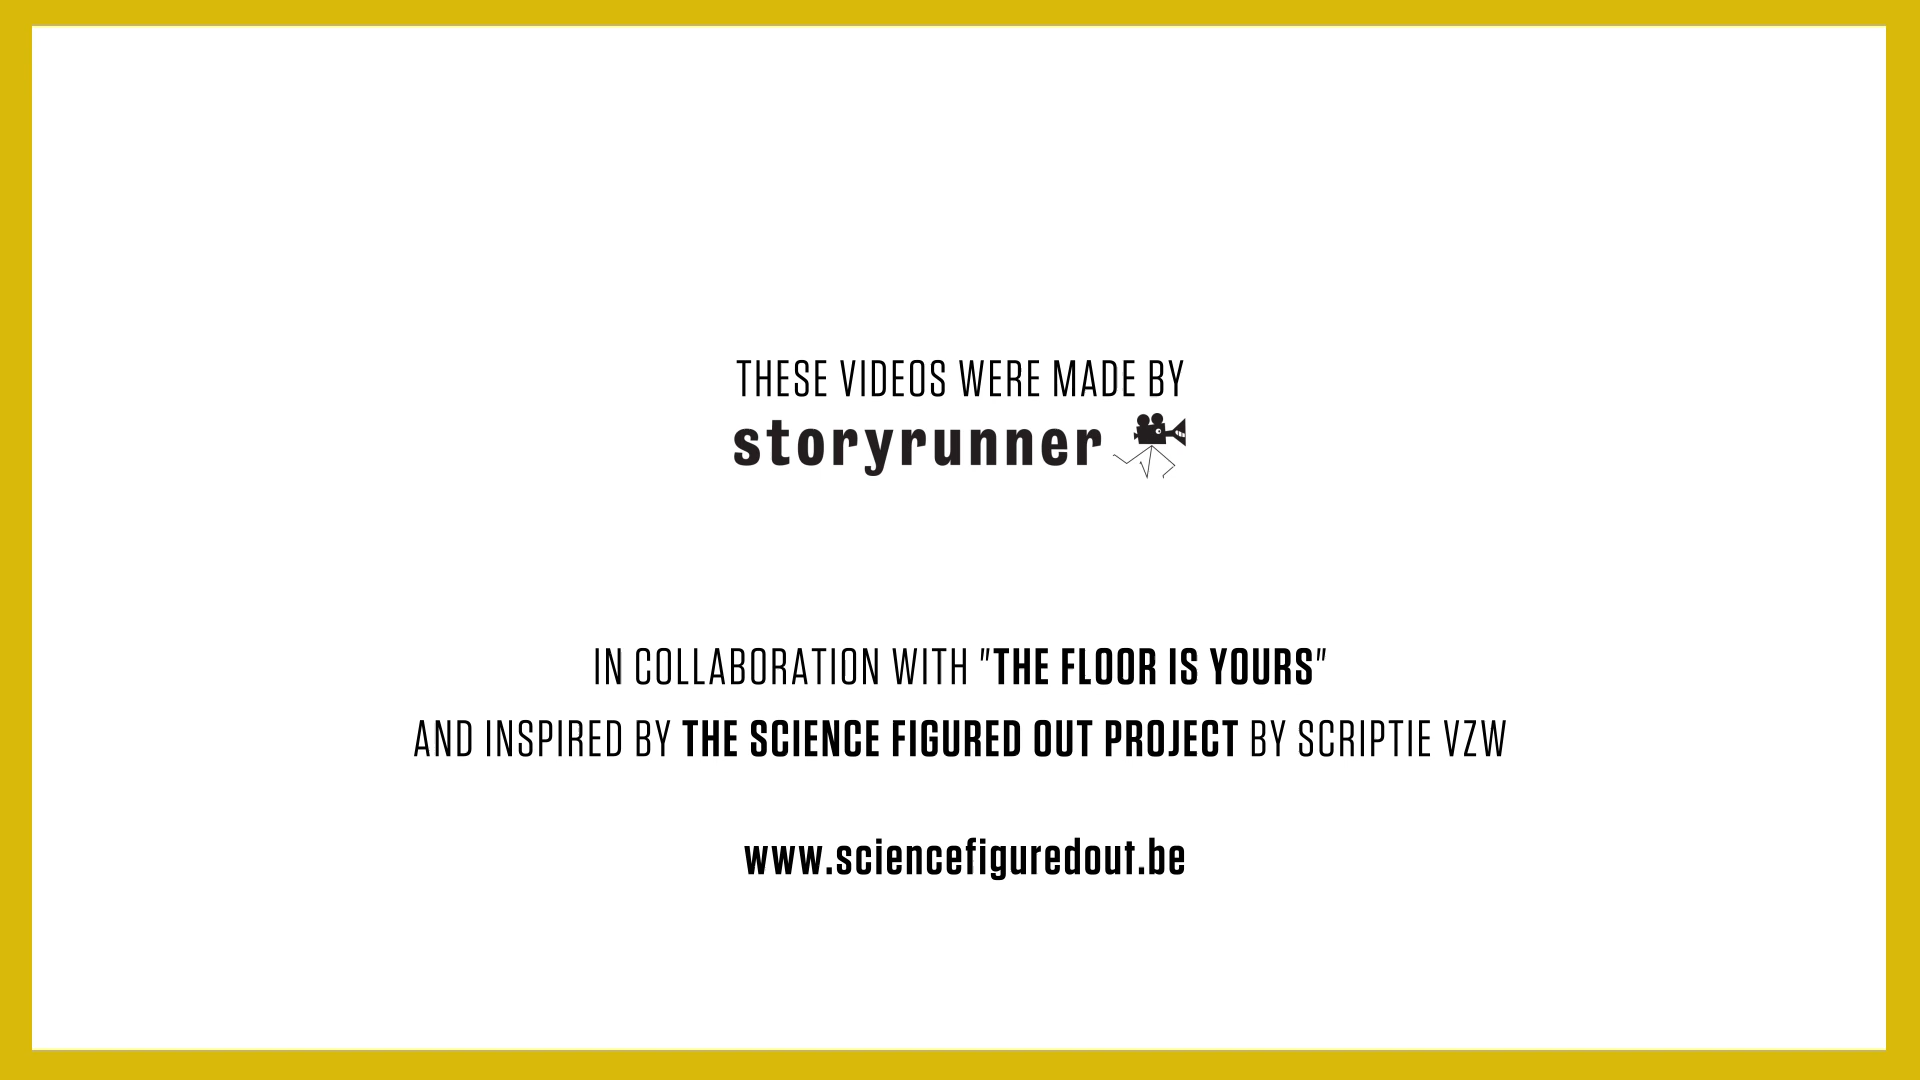 THESE VIDEOS WERE MADE BY
storyrunner
IN COLLABORATION WITH "THE FLOOR IS YOURS"
AND INSPIRED BY THE SCIENCE FIGURED OUT PROJECT BY SCRIPTIE VZW
www.sciencefiguredout.be